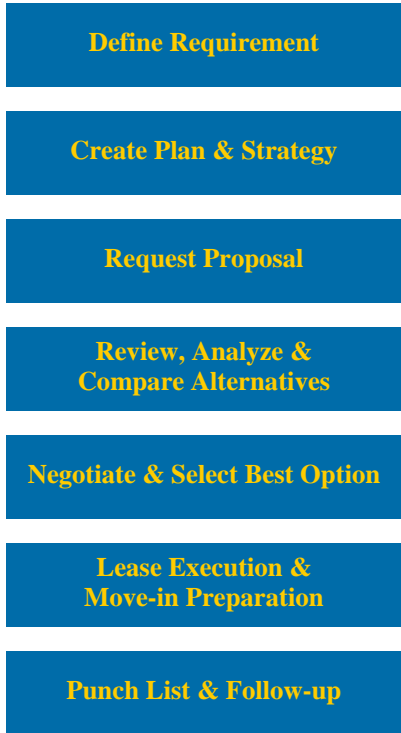 Define Requirement
Create Plan & Strategy
Request Proposal
Review, Analyze &
Compare Alternatives
Negotiate & Select Best Option
Lease Execution &
Move-in Preparation
Punch List & Follow-up